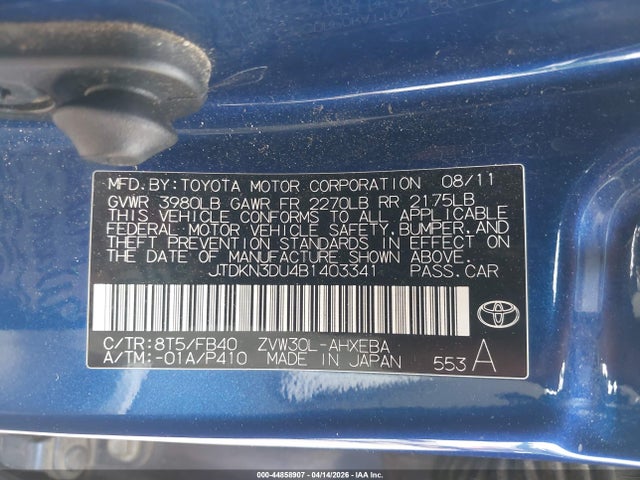 MFD.BY:TOYOTA MOTOR CORPORATION 08/11
GVWR 3980LB GAWR FR 2270LB RR 2175LB
THIS VEHICLE CONFORMS TO ALL APPLICABLE
FEDERAL MOTOR VEHICLE SAFETY,BUMPER,AND
THEFT PREVENTION STANDARDS IN EFFECT ON
THE DATE OF MANUFACTURE SHOWN ABOVE.
JTDKN3DU4B1403341 PASS.CAR
C/TR:8T5/FB40 ZVW30L-AHXEBA
A/TM:-01A/P410 MADE IN JAPAN 553 A
TOYOTA
000-44858907 - 04/14/2026 - IAA Inc.